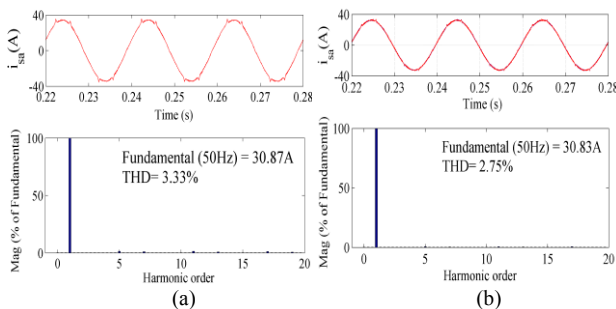 40
0
-40
i_sa(A)
0.22 0.23 0.24 0.25 0.26 0.27 0.28
Time (s)
100
50
0
Mag (% of Fundamental)
Fundamental (50Hz) = 30.87A
THD= 3.33%
0 5 10 15 20
Harmonic order
(a)
40
0
-40
i_sa(A)
0.22 0.23 0.24 0.25 0.26 0.27 0.28
Time (s)
100
50
0
Mag (% of Fundamental)
Fundamental (50Hz) = 30.83A
THD= 2.75%
0 5 10 15 20
Harmonic order
(b)